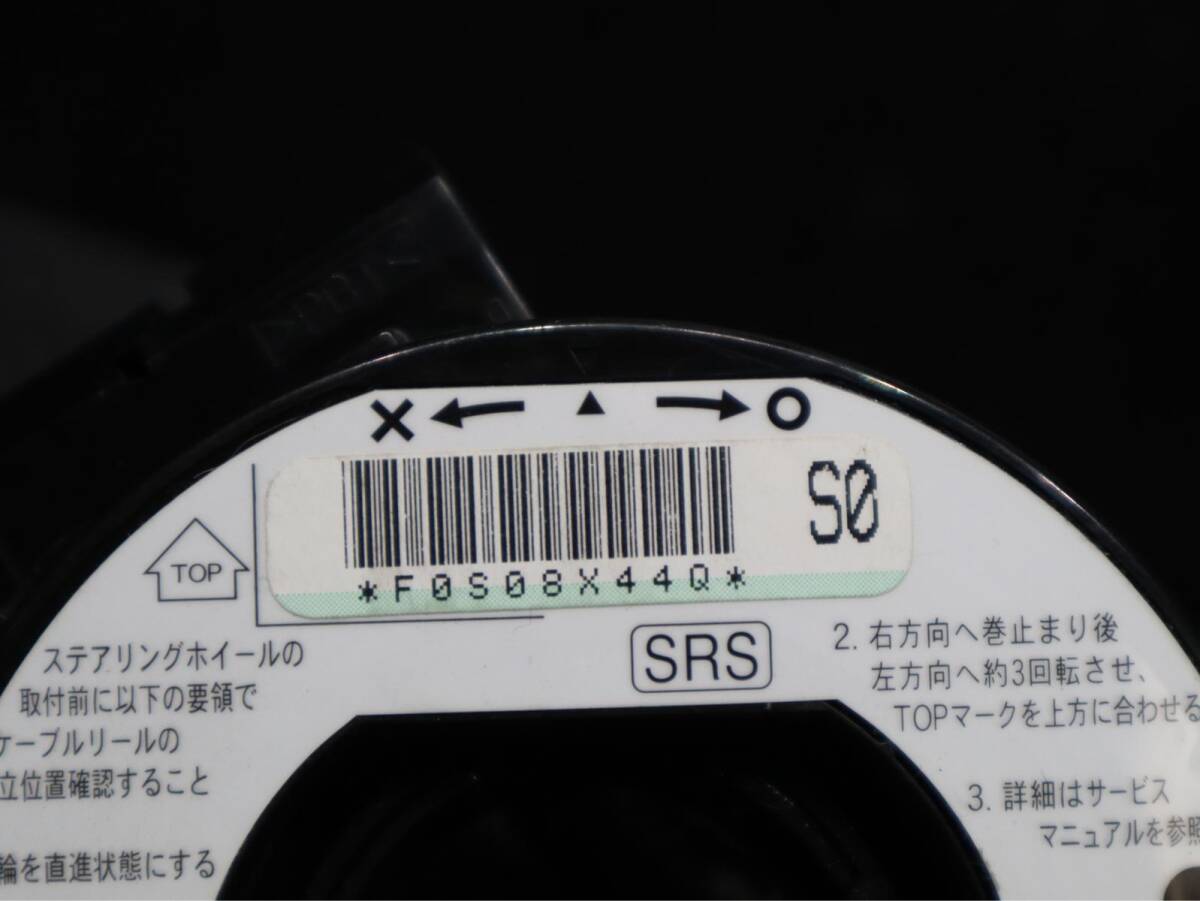 × ← ▲ → ○
S0
*F0S08X44Q*
TOP
SRS
ステアリングホイールの
取付前に以下の要領で
ケーブルリールの
立位置確認すること
輪を直進状態にする
2. 右方向へ巻止まり後
左方向へ約3回転させ、
TOPマークを上方に合わせる
3. 詳細はサービス
マニュアルを参照